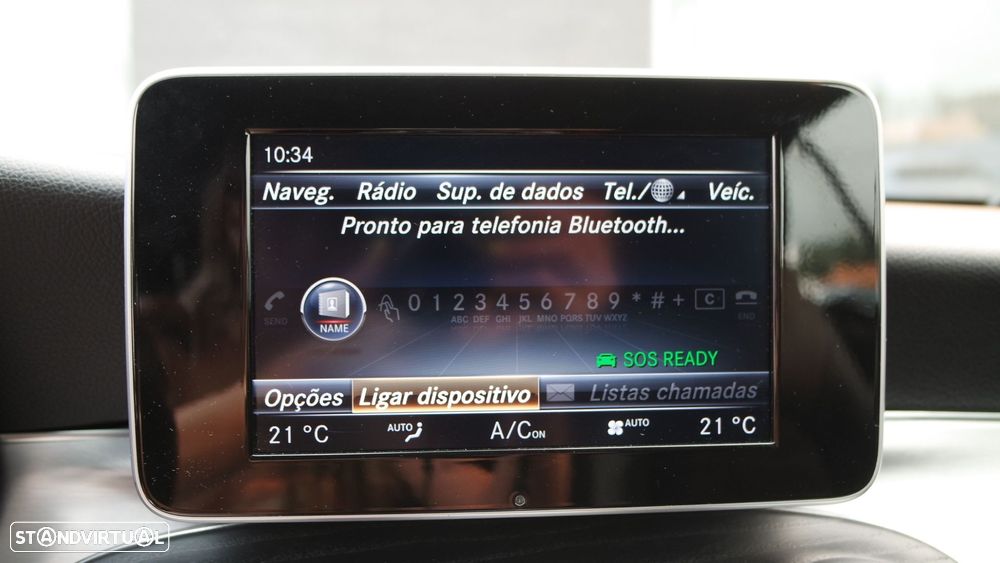 10:34
Naveg. Rádio Sup. de dados Tel./ Veíc.
Pronto para telefonia Bluetooth...
SEND NAME 0 1 2 3 4 5 6 7 8 9 * # + C END
ABC DEF GHI JKL MNO PQRS TUV WXYZ
SOS READY
Opções Ligar dispositivo Listas chamadas
21 °C AUTO A/C ON AUTO 21 °C
STANDVIRTUAL